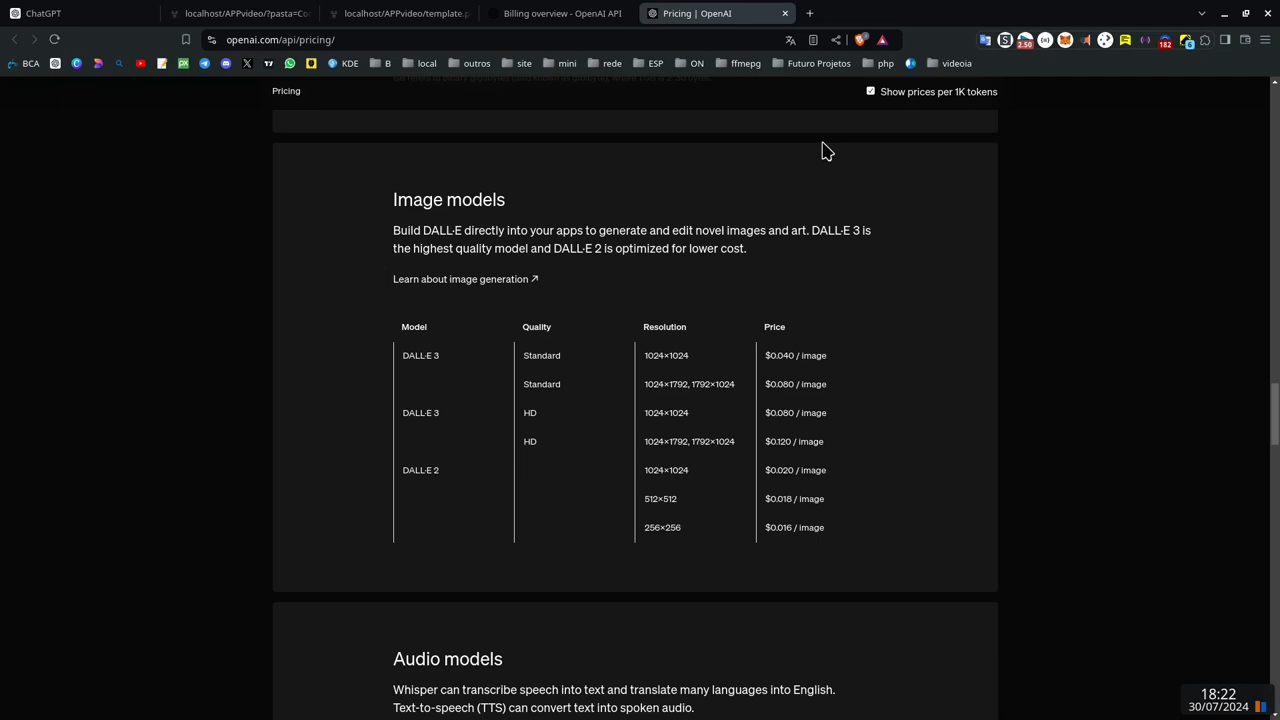 ChatGPT
localhost/APPvideo/?pasta=Co
localhost/APPvideo/template.p
Billing overview - OpenAI API
Pricing | OpenAI
openai.com/api/pricing/
2.50
182
6
BCA
KDE
B
local
outros
site
mini
rede
ESP
ON
ffmepg
Futuro Projetos
php
videoia
Pricing
Show prices per 1K tokens
Image models
Build DALL·E directly into your apps to generate and edit novel images and art. DALL·E 3 is
the highest quality model and DALL·E 2 is optimized for lower cost.
Learn about image generation ↗
Model Quality Resolution Price
DALL·E 3 Standard 1024×1024 $0.040 / image
Standard 1024×1792, 1792×1024 $0.080 / image
DALL·E 3 HD 1024×1024 $0.080 / image
HD 1024×1792, 1792×1024 $0.120 / image
DALL·E 2 1024×1024 $0.020 / image
512×512 $0.018 / image
256×256 $0.016 / image
Audio models
Whisper can transcribe speech into text and translate many languages into English.
Text-to-speech (TTS) can convert text into spoken audio.
18:22
30/07/2024